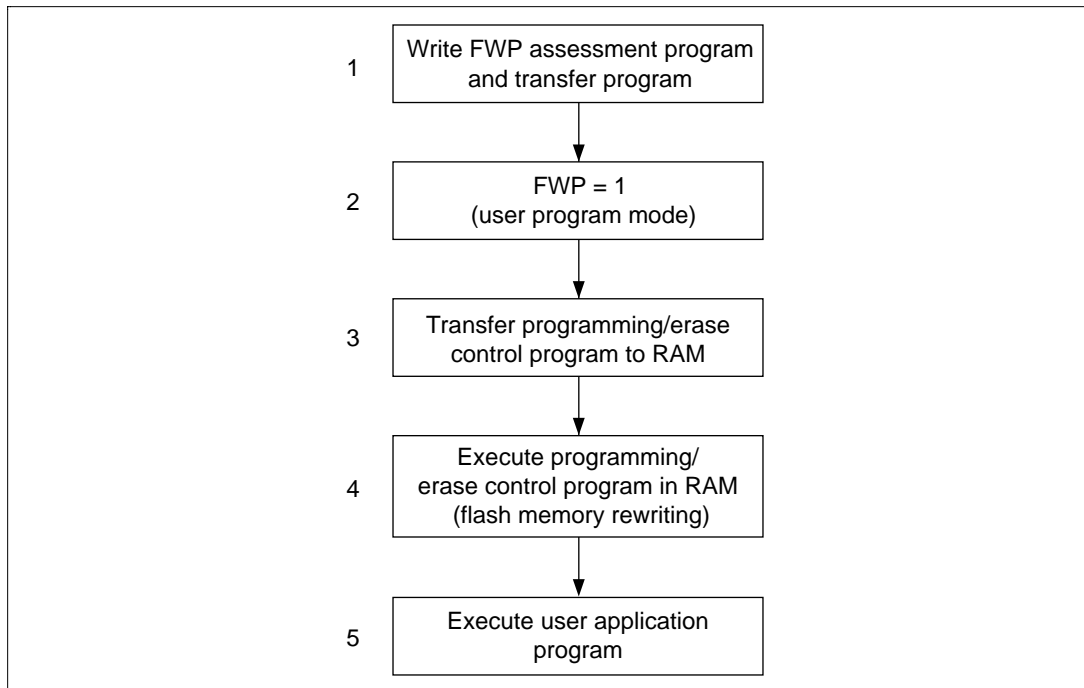 1
Write FWP assessment program
and transfer program
2
FWP = 1
(user program mode)
3
Transfer programming/erase
control program to RAM
4
Execute programming/
erase control program in RAM
(flash memory rewriting)
5
Execute user application
program